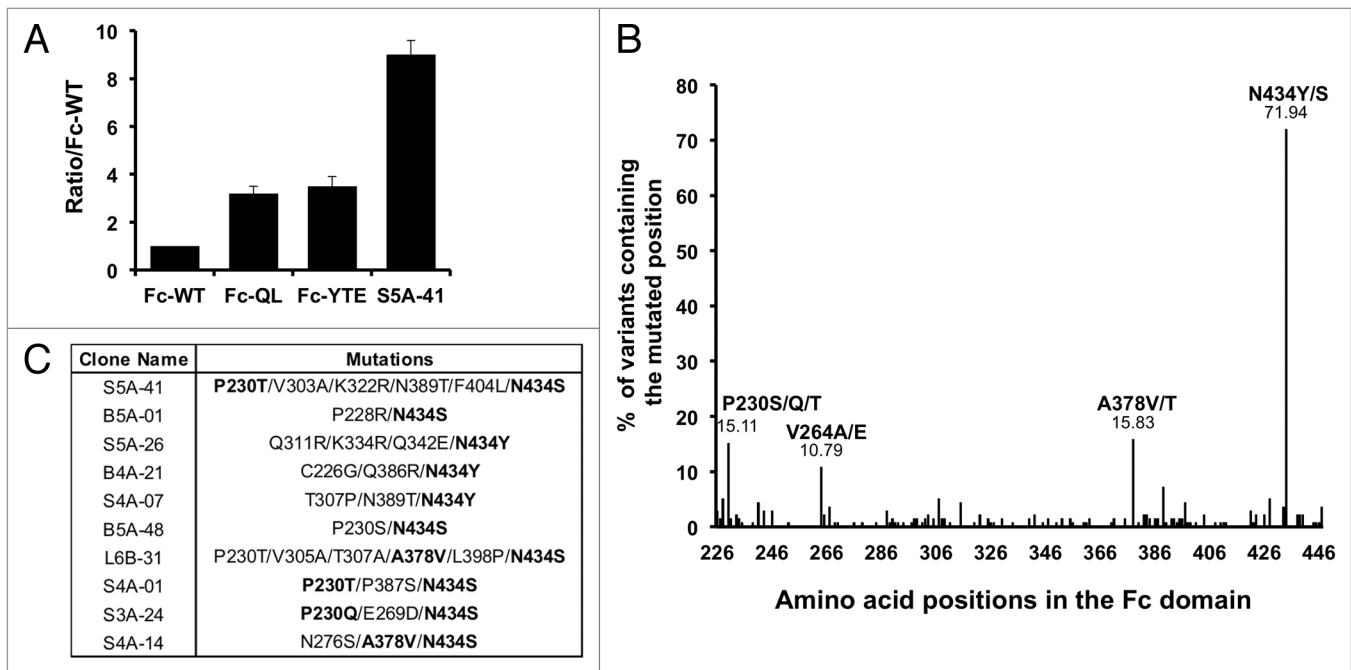 A
Ratio/Fc-WT
10
8
6
4
2
0
Fc-WT Fc-QL Fc-YTE S5A-41
B
% of variants containing
the mutated position
80
70
60
50
40
30
20
10
0
N434Y/S
71.94
P230S/Q/T
15.11
V264A/E
10.79
A378V/T
15.83
226 246 266 286 306 326 346 366 386 406 426 446
Amino acid positions in the Fc domain
C
Clone Name Mutations
S5A-41 P230T/V303A/K322R/N389T/F404L/N434S
B5A-01 P228R/N434S
S5A-26 Q311R/K334R/Q342E/N434Y
B4A-21 C226G/Q386R/N434Y
S4A-07 T307P/N389T/N434Y
B5A-48 P230S/N434S
L6B-31 P230T/V305A/T307A/A378V/L398P/N434S
S4A-01 P230T/P387S/N434S
S3A-24 P230Q/E269D/N434S
S4A-14 N276S/A378V/N434S